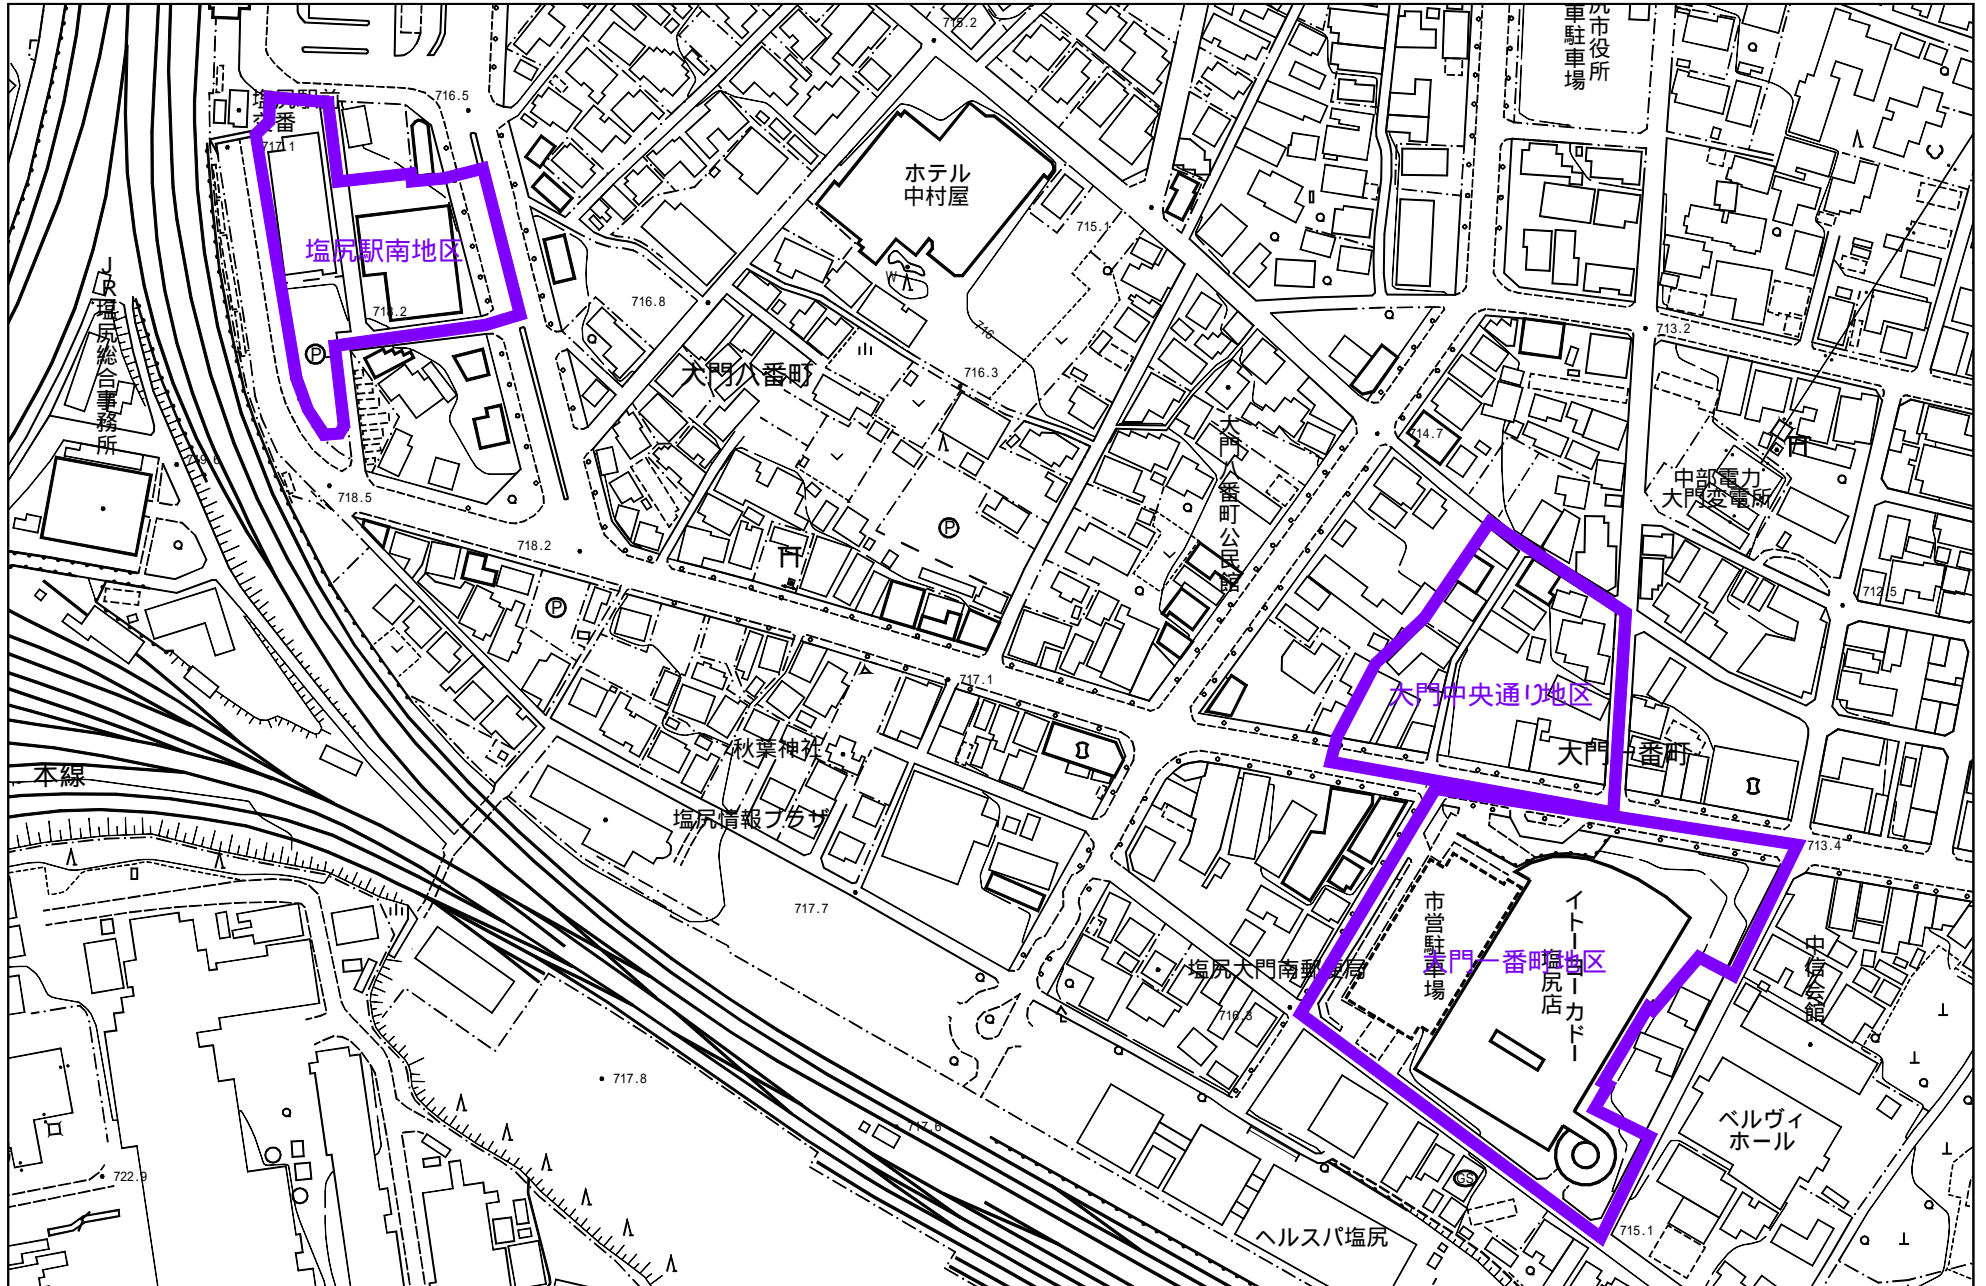 715.2
尻市役所
車駐車場
塩尻駅前
交番
716.5
717.1
ホテル
中村屋
715.1
塩尻駅南地区
JR塩尻総合事務所
718.2
716.8
716
713.2
P
大門八番町
716.3
大門八番町公民館
714.7
中部電力
大門変電所
718.5
P
718.2
P
712.5
717.1
大門中央通り地区
秋葉神社
大門一番町
本線
塩尻情報プラザ
713.4
717.7
市営駐車場
イトーヨーカドー
塩尻店
大門一番町地区
塩尻大門南郵便局
中信会館
716.3
717.8
717.6
ベルヴィ
ホール
722.9
GS
715.1
ヘルスパ塩尻